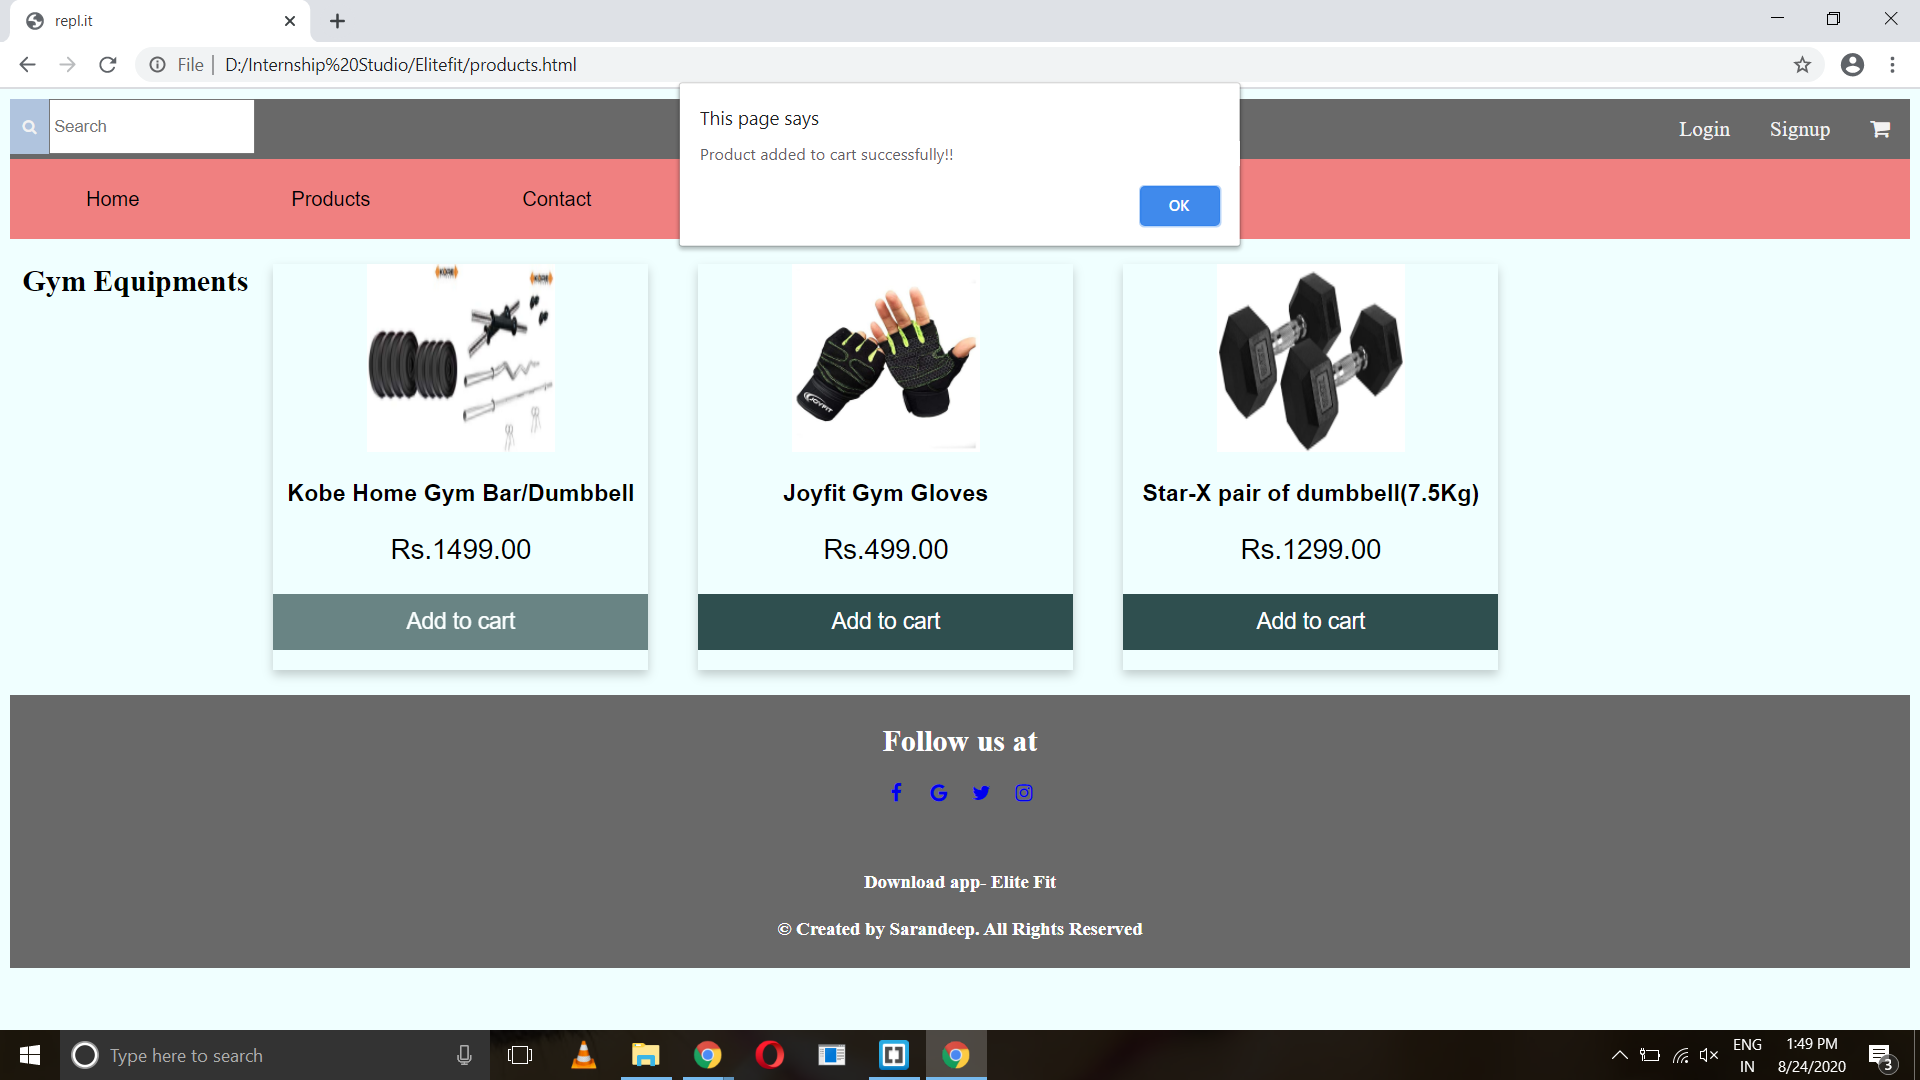 repl.it
File
D:/Internship%20Studio/Elitefit/products.html
This page says
Product added to cart successfully!!
OK
Search
Login
Signup
Home
Products
Contact
Gym Equipments
KORE
KORE
JOYFIT
Kobe Home Gym Bar/Dumbbell
Rs.1499.00
Add to cart
Joyfit Gym Gloves
Rs.499.00
Add to cart
Star-X pair of dumbbell(7.5Kg)
Rs.1299.00
Add to cart
Follow us at
Download app- Elite Fit
© Created by Sarandeep. All Rights Reserved
Type here to search
ENG
IN
1:49 PM
8/24/2020
3